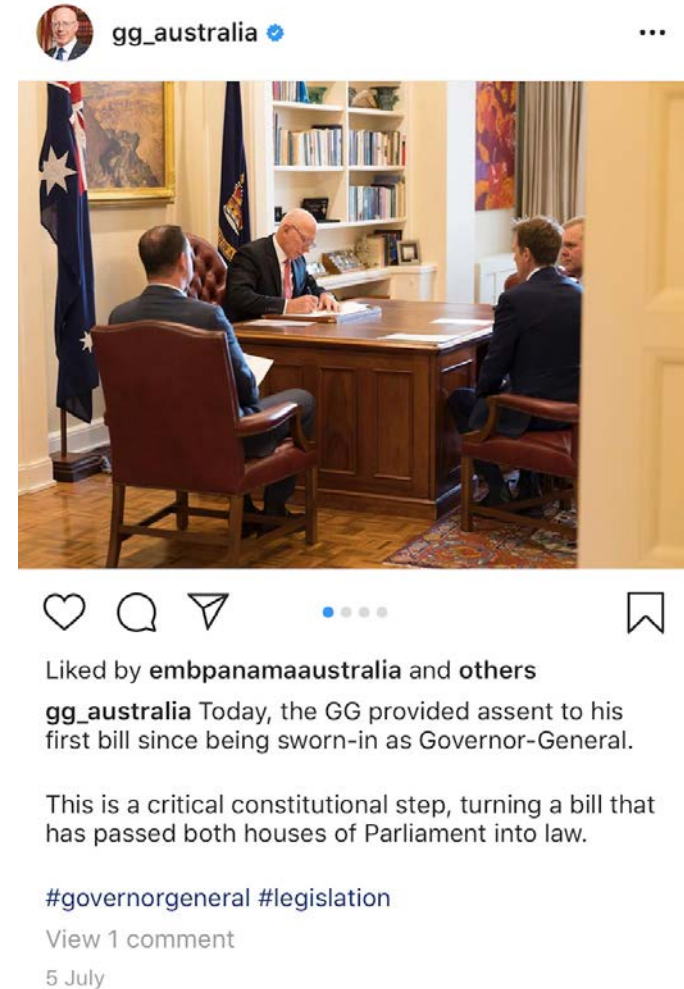 gg_australia
Liked by embpanamaaustralia and others
gg_australia Today, the GG provided assent to his
first bill since being sworn-in as Governor-General.
This is a critical constitutional step, turning a bill that
has passed both houses of Parliament into law.
#governorgeneral #legislation
View 1 comment
5 July